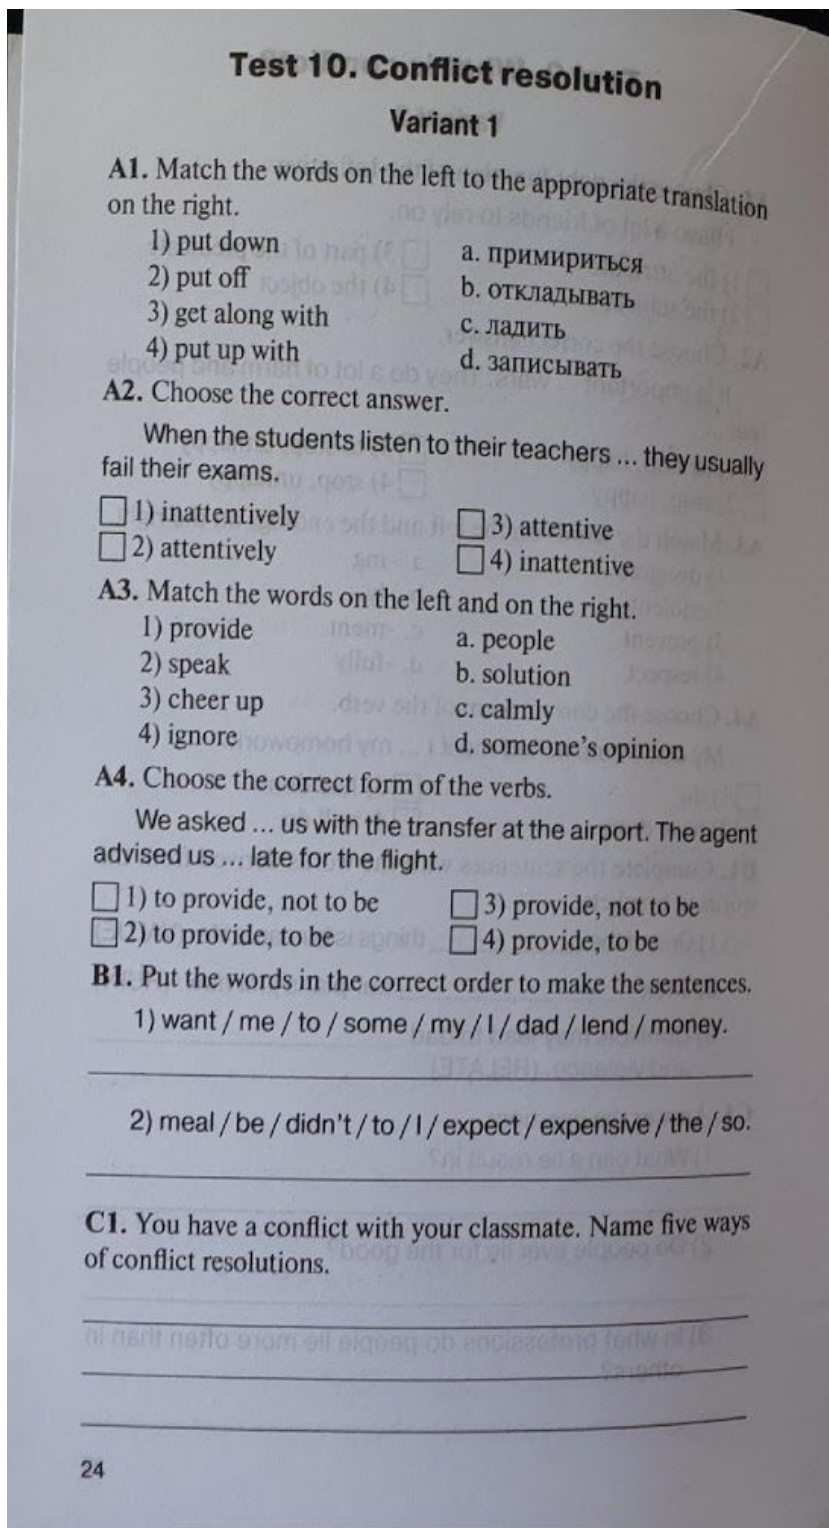 Test 10. Conflict resolution
Variant 1
A1. Match the words on the left to the appropriate translation
on the right.
1) put down
a. примириться
2) put off
b. откладывать
3) get along with
c. ладить
4) put up with
d. записывать
A2. Choose the correct answer.
When the students listen to their teachers ... they usually
fail their exams.
1) inattentively
3) attentive
2) attentively
4) inattentive
A3. Match the words on the left and on the right.
1) provide
a. people
2) speak
b. solution
3) cheer up
c. calmly
4) ignore
d. someone's opinion
A4. Choose the correct form of the verbs.
We asked ... us with the transfer at the airport. The agent
advised us ... late for the flight.
1) to provide, not to be
3) provide, not to be
2) to provide, to be
4) provide, to be
B1. Put the words in the correct order to make the sentences.
1) want / me / to / some / my / I / dad / lend / money.
2) meal / be / didn't / to / I / expect / expensive / the / so.
C1. You have a conflict with your classmate. Name five ways
of conflict resolutions.
24